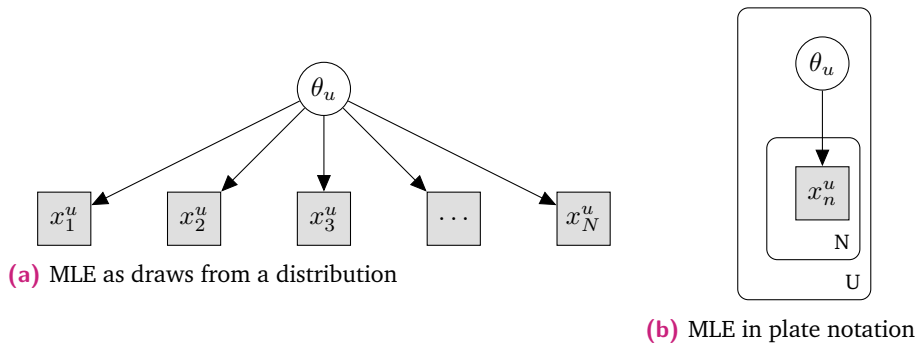 θ_u
x_1^u x_2^u x_3^u ⋯ x_N^u
(a) MLE as draws from a distribution
θ_u
x_n^u
N
U
(b) MLE in plate notation